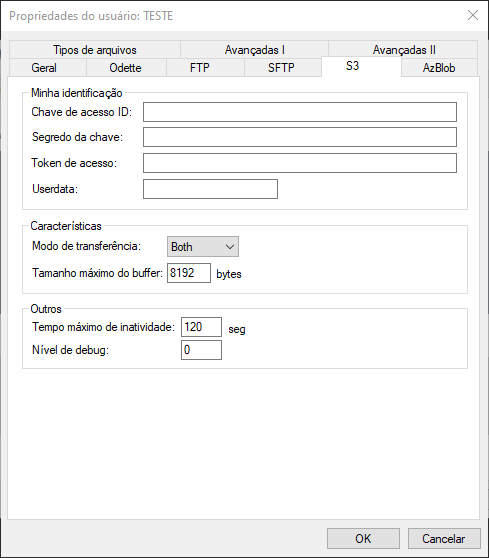 Propriedades do usuário: TESTE
Tipos de arquivos Avançadas I Avançadas II
Geral Odette FTP SFTP S3 AzBlob
Minha identificação
Chave de acesso ID:
Segredo da chave:
Token de acesso:
Userdata:
Características
Modo de transferência: Both
Tamanho máximo do buffer: 8192 bytes
Outros
Tempo máximo de inatividade: 120 seg
Nível de debug: 0
OK Cancelar